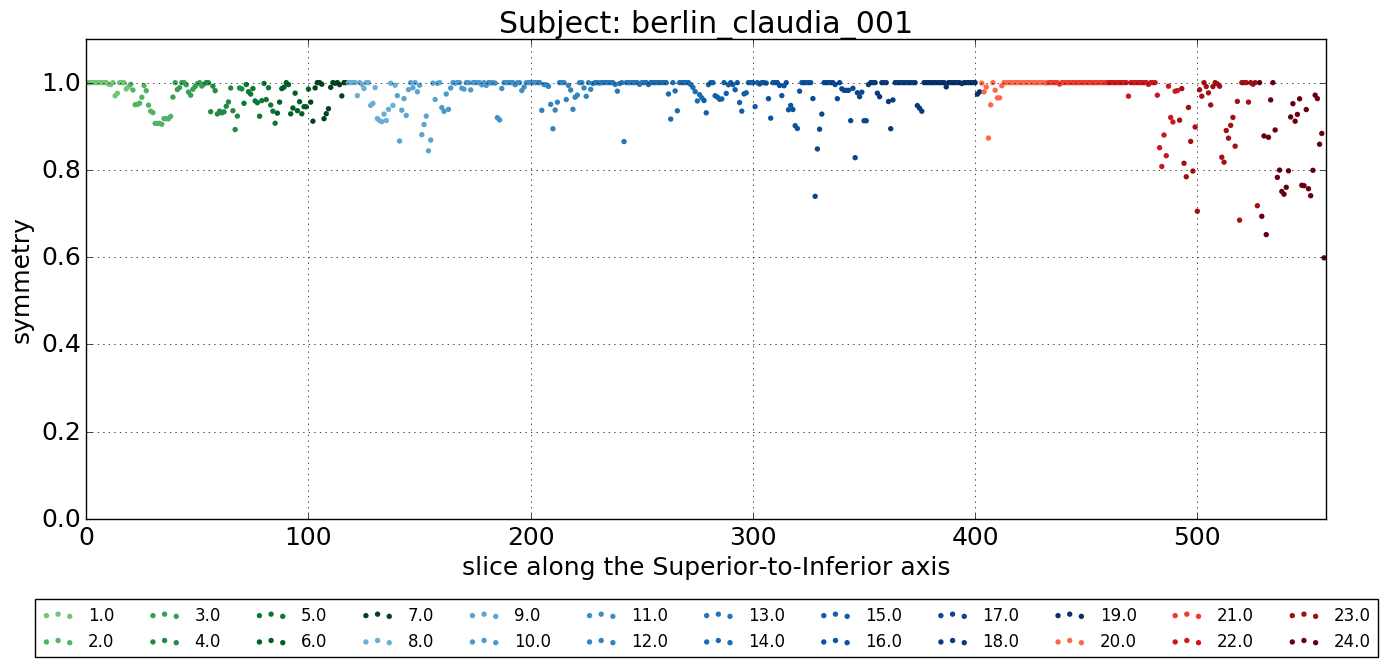 Subject: berlin_claudia_001
1.0
0.8
0.6
0.4
0.2
0.0
symmetry
0 100 200 300 400 500
slice along the Superior-to-Inferior axis
1.0 3.0 5.0 7.0 9.0 11.0 13.0 15.0 17.0 19.0 21.0 23.0
2.0 4.0 6.0 8.0 10.0 12.0 14.0 16.0 18.0 20.0 22.0 24.0